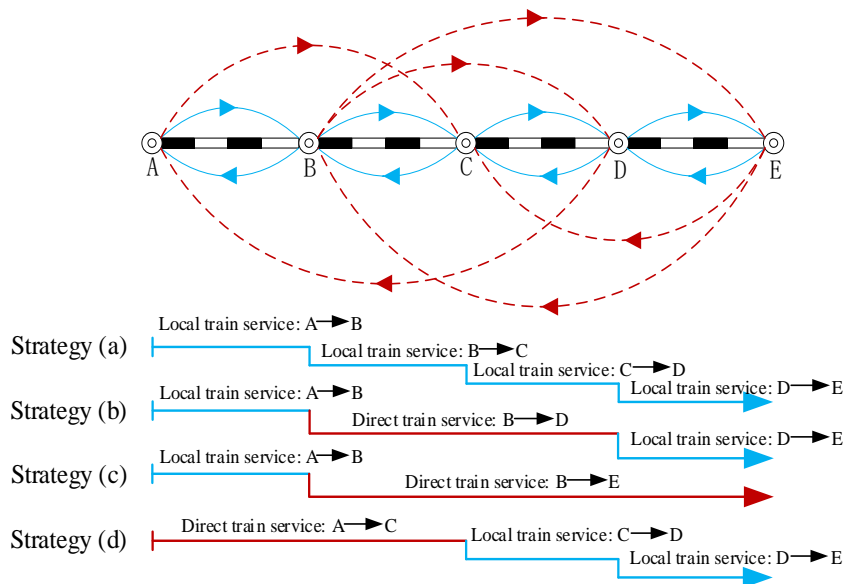 A B C D E
Strategy (a)
Local train service: A→B
Local train service: B→C
Local train service: C→D
Local train service: D→E
Strategy (b)
Local train service: A→B
Direct train service: B→D
Local train service: D→E
Strategy (c)
Local train service: A→B
Direct train service: B→E
Strategy (d)
Direct train service: A→C
Local train service: C→D
Local train service: D→E